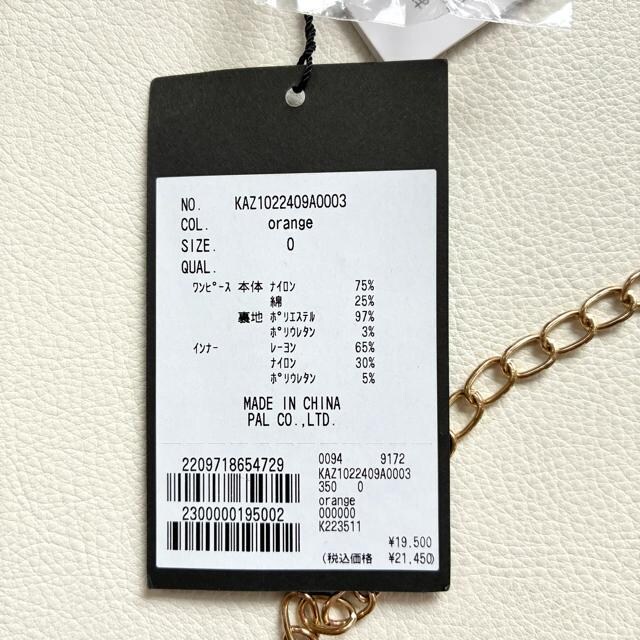 NO. KAZ1022409A0003
COL. orange
SIZE. 0
QUAL.
ﾜﾝﾋﾟｰｽ 本体 ﾅｲﾛﾝ 75%
綿 25%
裏地 ﾎﾟﾘｴｽﾃﾙ 97%
ﾎﾟﾘｳﾚﾀﾝ 3%
ｲﾝﾅｰ ﾚｰﾖﾝ 65%
ﾅｲﾛﾝ 30%
ﾎﾟﾘｳﾚﾀﾝ 5%
MADE IN CHINA
PAL CO.,LTD.
2209718654729
2300000195002
0094 9172
KAZ1022409A0003
350 0
orange
000000
K223511
¥19,500
(税込価格 ¥21,450)